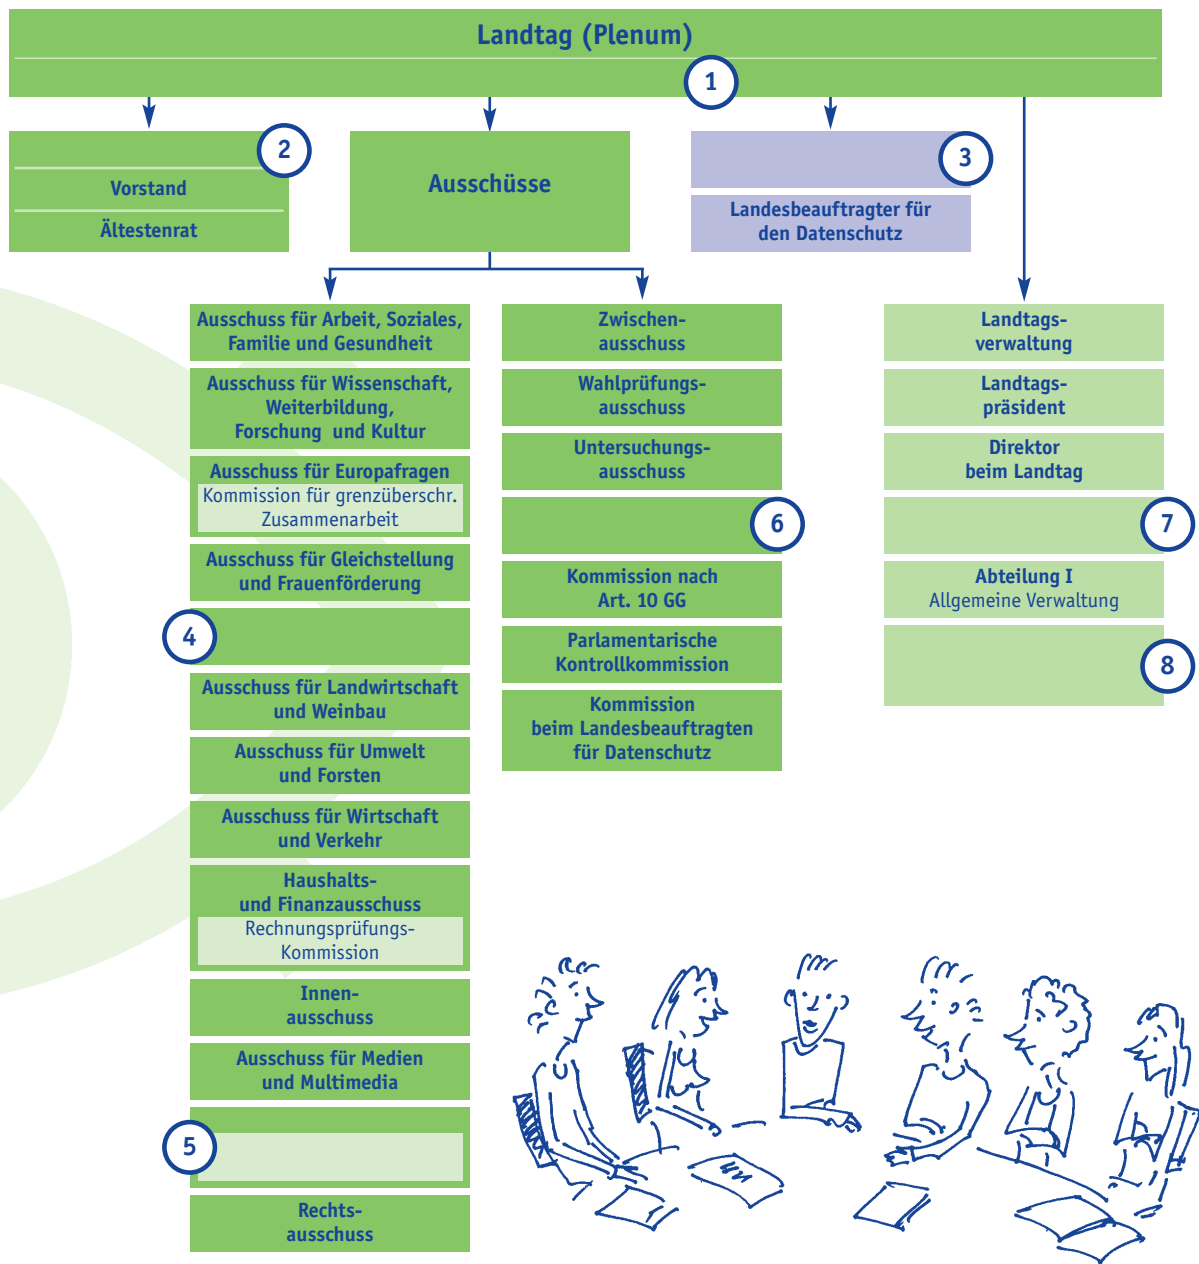 Landtag (Plenum)
1
2
Vorstand
Ältestenrat
Ausschüsse
3
Landesbeauftragter für
den Datenschutz
Ausschuss für Arbeit, Soziales,
Familie und Gesundheit
Ausschuss für Wissenschaft,
Weiterbildung,
Forschung und Kultur
Ausschuss für Europafragen
Kommission für grenzüberschr.
Zusammenarbeit
Ausschuss für Gleichstellung
und Frauenförderung
4
Ausschuss für Landwirtschaft
und Weinbau
Ausschuss für Umwelt
und Forsten
Ausschuss für Wirtschaft
und Verkehr
Haushalts-
und Finanzausschuss
Rechnungsprüfungs-
Kommission
Innen-
ausschuss
Ausschuss für Medien
und Multimedia
5
Rechts-
ausschuss
Zwischen-
ausschuss
Wahlprüfungs-
ausschuss
Untersuchungs-
ausschuss
6
Kommission nach
Art. 10 GG
Parlamentarische
Kontrollkommission
Kommission
beim Landesbeauftragten
für Datenschutz
Landtags-
verwaltung
Landtags-
präsident
Direktor
beim Landtag
7
Abteilung I
Allgemeine Verwaltung
8